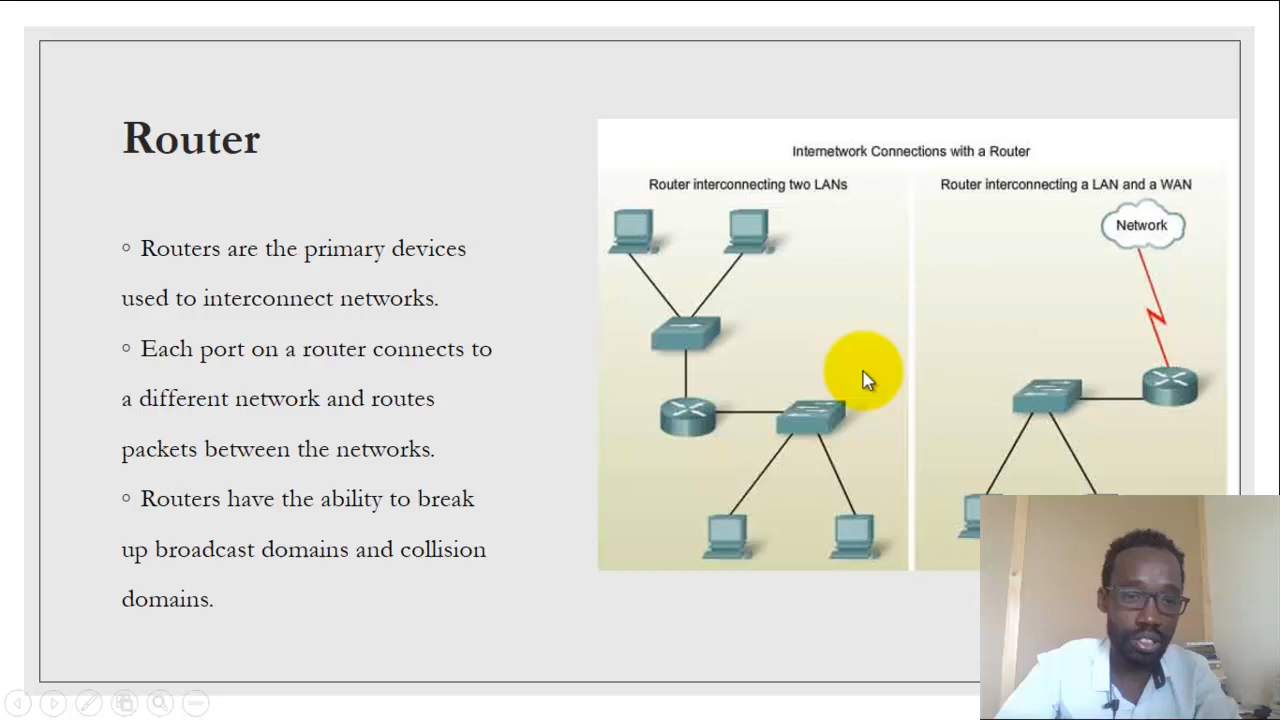 Router
◦ Routers are the primary devices
used to interconnect networks.
◦ Each port on a router connects to
a different network and routes
packets between the networks.
◦ Routers have the ability to break
up broadcast domains and collision
domains.
Internetwork Connections with a Router
Router interconnecting two LANs
Router interconnecting a LAN and a WAN
Network